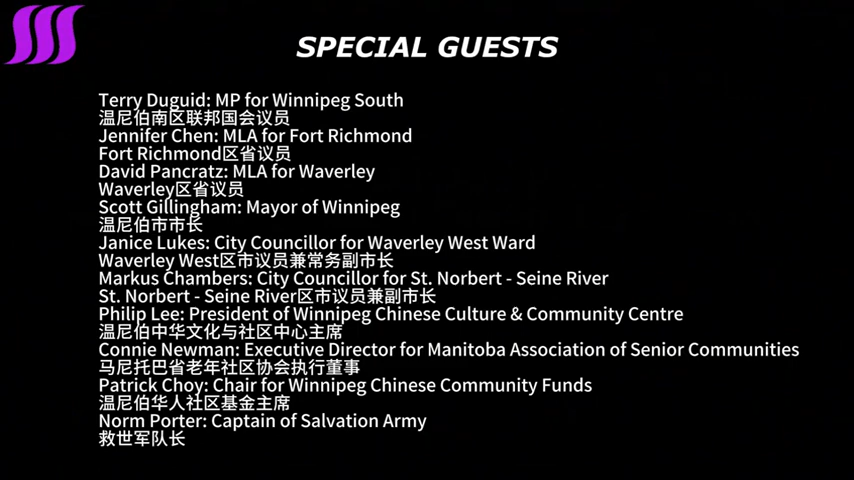 SPECIAL GUESTS
Terry Duguid: MP for Winnipeg South
温尼伯南区联邦国会议员
Jennifer Chen: MLA for Fort Richmond
Fort Richmond区省议员
David Pancratz: MLA for Waverley
Waverley区省议员
Scott Gillingham: Mayor of Winnipeg
温尼伯市市长
Janice Lukes: City Councillor for Waverley West Ward
Waverley West区市议员兼常务副市长
Markus Chambers: City Councillor for St. Norbert - Seine River
St. Norbert - Seine River区市议员兼副市长
Philip Lee: President of Winnipeg Chinese Culture & Community Centre
温尼伯中华文化与社区中心主席
Connie Newman: Executive Director for Manitoba Association of Senior Communities
马尼托巴省老年社区协会执行董事
Patrick Choy: Chair for Winnipeg Chinese Community Funds
温尼伯华人社区基金主席
Norm Porter: Captain of Salvation Army
救世军队长